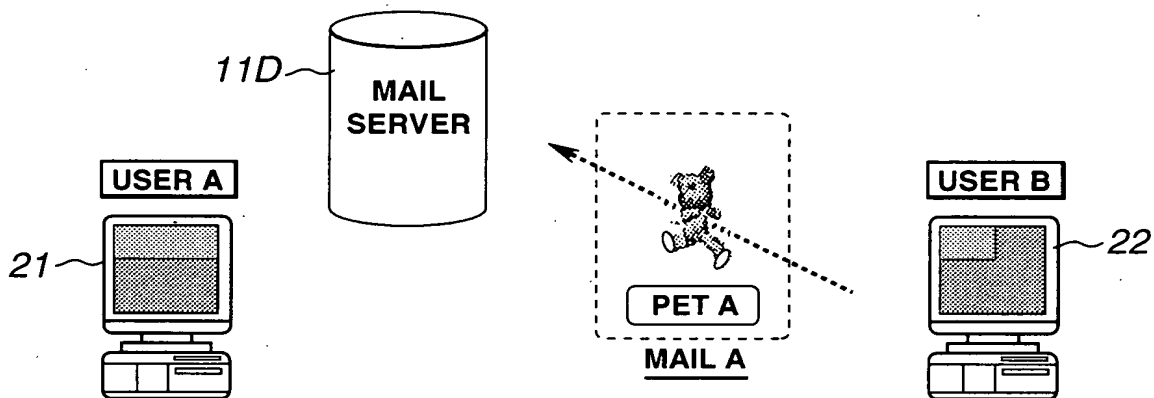 11D
MAIL
SERVER
USER A
USER B
21
22
PET A
MAIL A